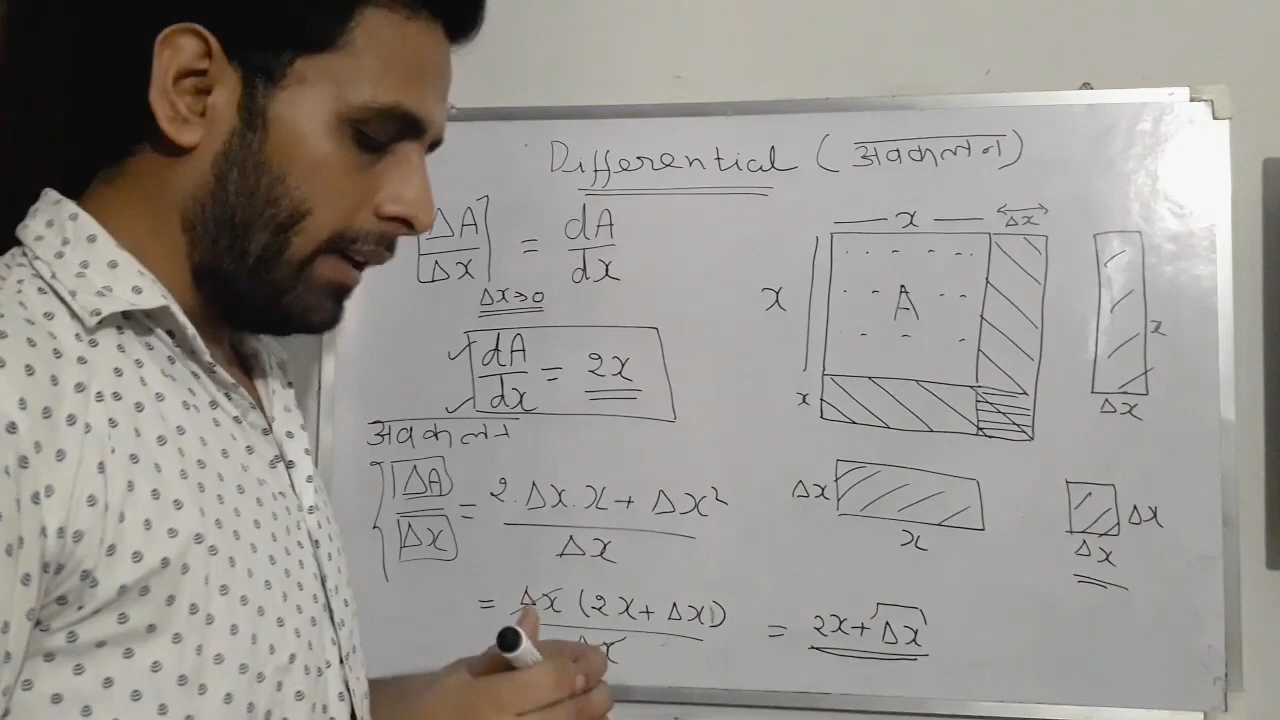 Differential (अवकलन)
ΔA/Δx = dA/dx
Δx→0
dA/dx = 2x
अवकलन
ΔA/Δx = (2.Δx.x + Δx²)/Δx
= Δx (2x + Δx)/Δx = 2x + Δx
x Δx
x A
x
x
Δx
Δx
x
Δx
Δx